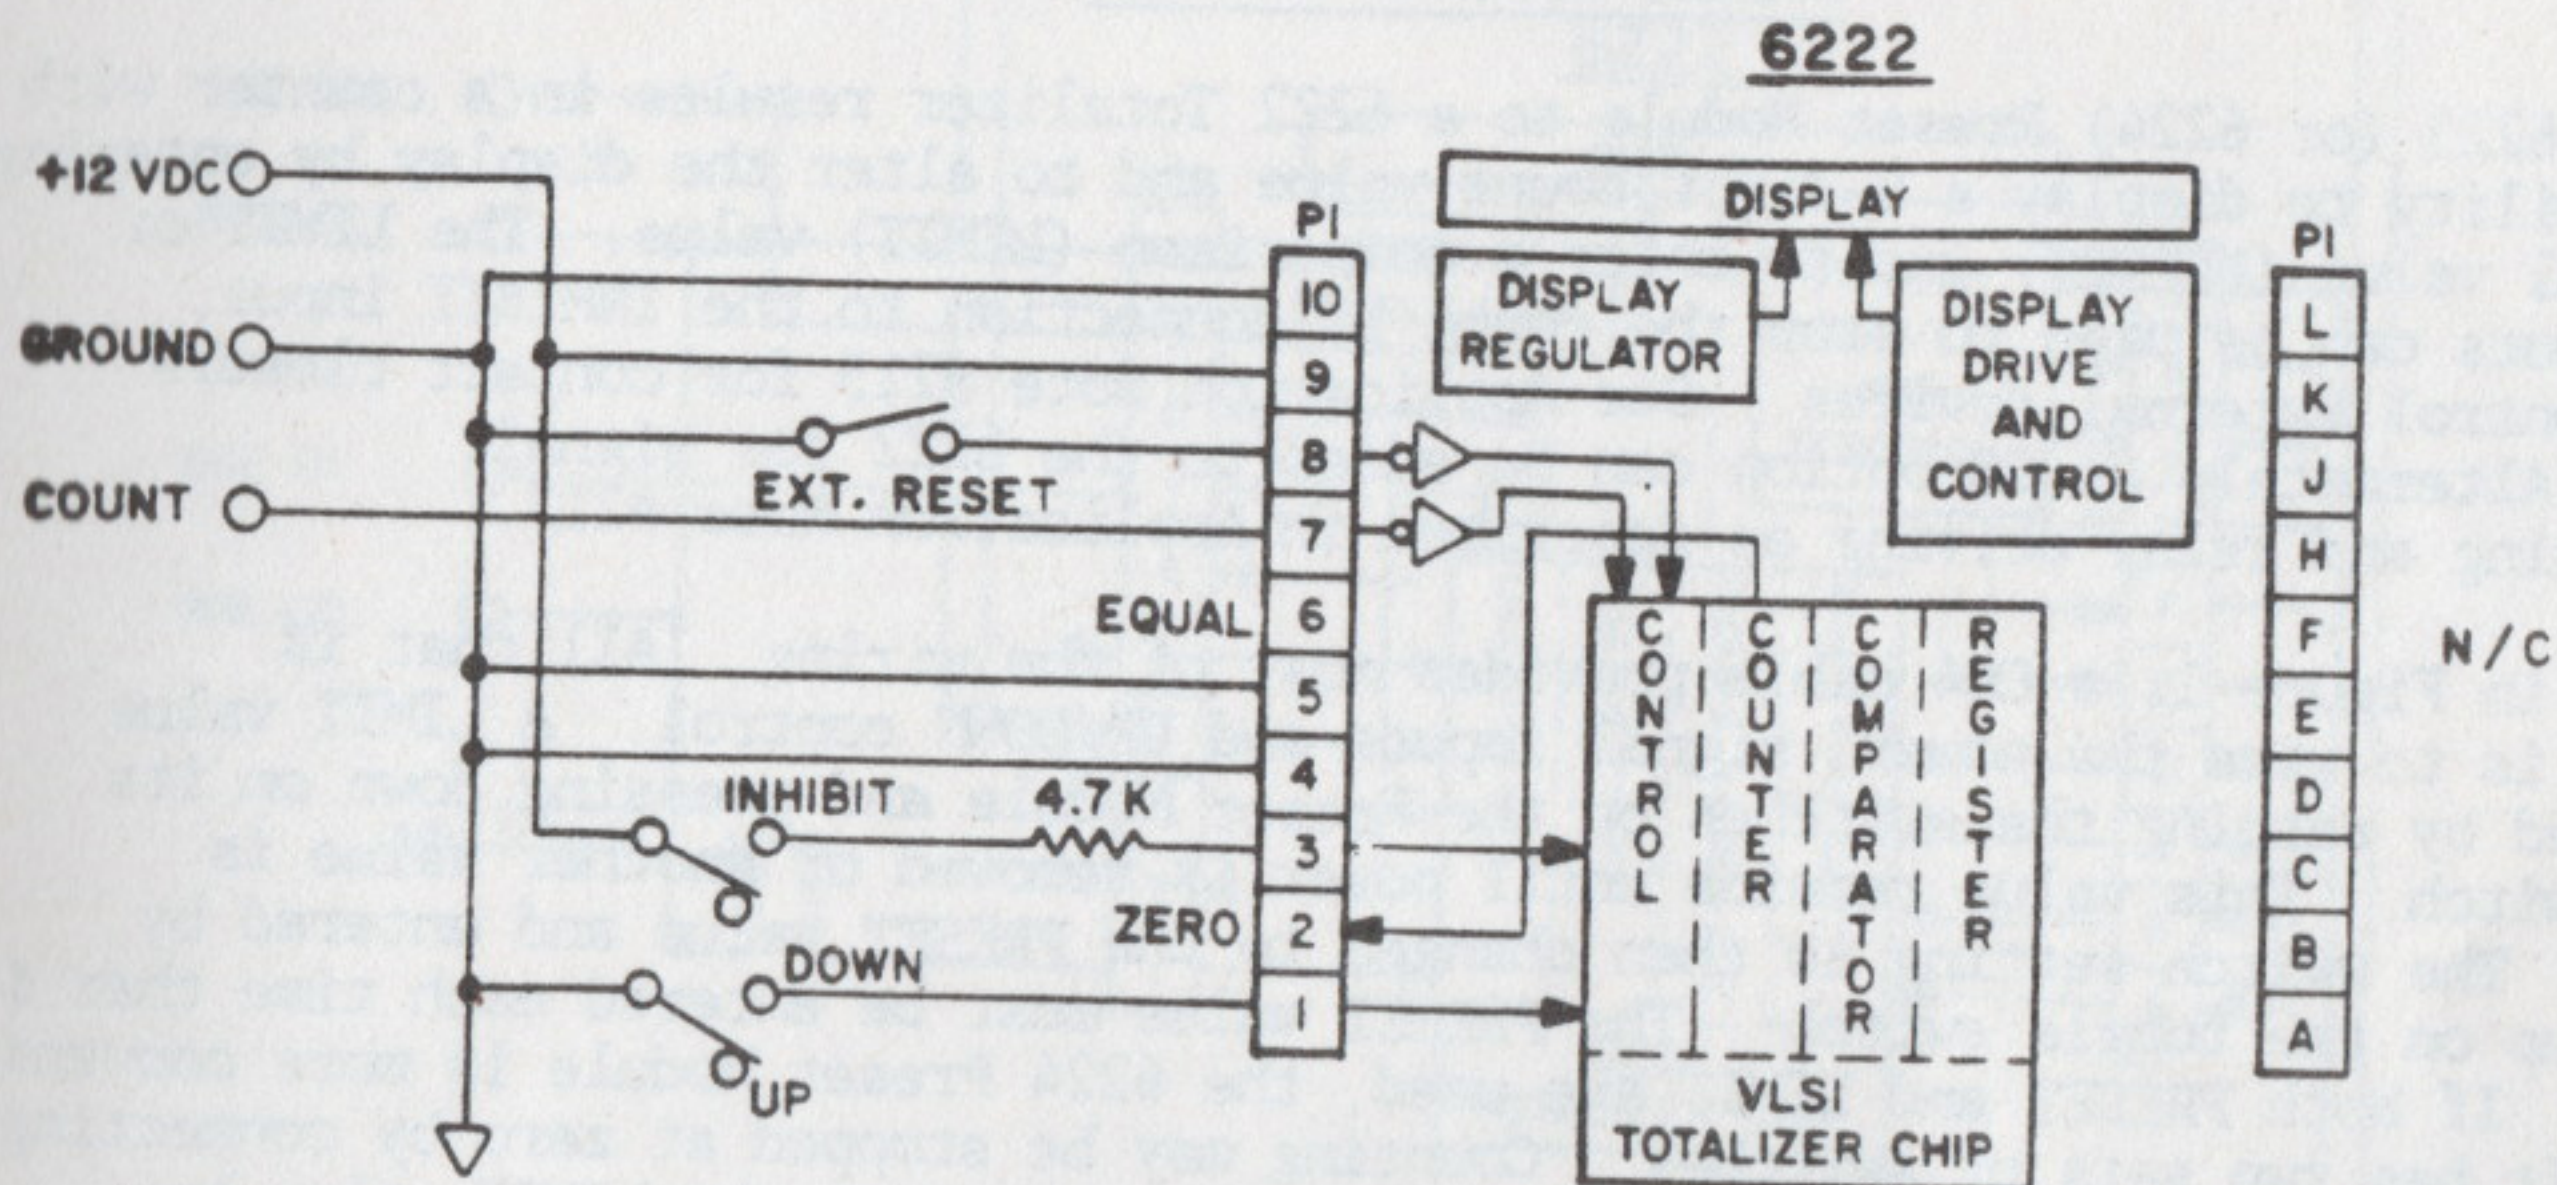 6222
+12 VDC
GROUND
COUNT
EXT. RESET
EQUAL
INHIBIT
4.7 K
ZERO
DOWN
UP
P1
10
9
8
7
6
5
4
3
2
1
DISPLAY
DISPLAY
REGULATOR
DISPLAY
DRIVE
AND
CONTROL
CONTROL
COUNTER
COMPARATOR
REGISTER
VLSI
TOTALIZER CHIP
P1
L
K
J
H
F
E
D
C
B
A
N/C